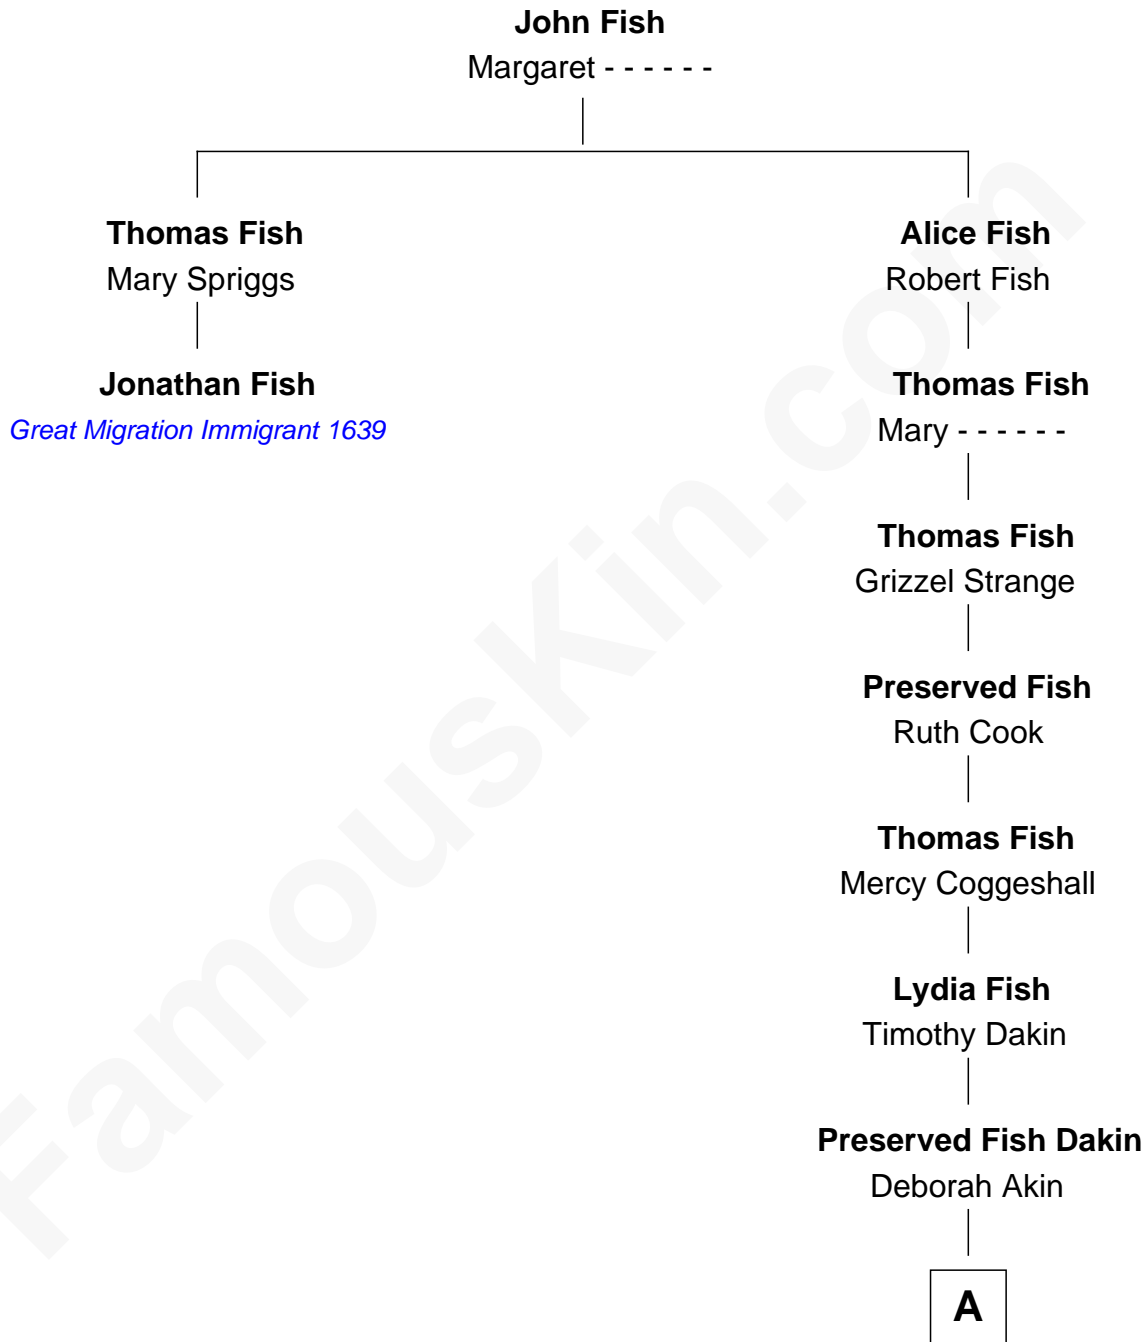 John Fish
Margaret - - - - - -
Thomas Fish
Mary Spriggs
Jonathan Fish
Great Migration Immigrant 1639
Alice Fish
Robert Fish
Thomas Fish
Mary - - - - - -
Thomas Fish
Grizzel Strange
Preserved Fish
Ruth Cook
Thomas Fish
Mercy Coggeshall
Lydia Fish
Timothy Dakin
Preserved Fish Dakin
Deborah Akin
A
FamousKin.com